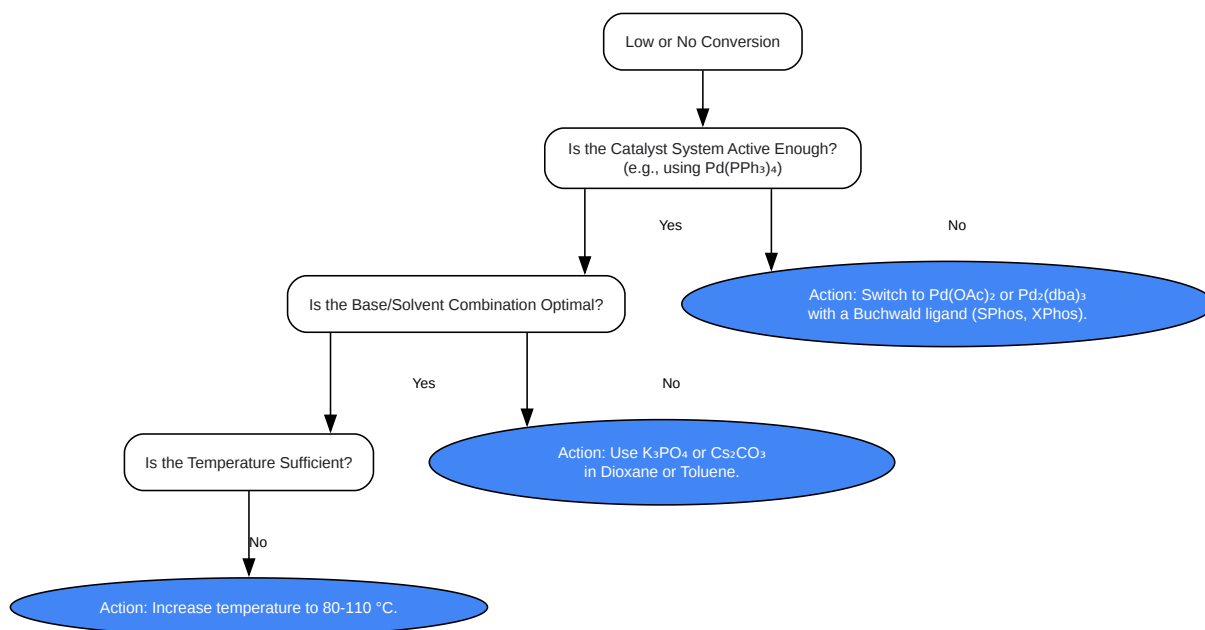 Low or No Conversion
Is the Catalyst System Active Enough?
(e.g., using Pd(PPh₃)₄)
Yes
No
Action: Switch to Pd(OAc)₂ or Pd₂(dba)₃
with a Buchwald ligand (SPhos, XPhos).
Is the Base/Solvent Combination Optimal?
Yes
No
Action: Use K₃PO₄ or Cs₂CO₃
in Dioxane or Toluene.
Is the Temperature Sufficient?
No
Action: Increase temperature to 80-110 °C.